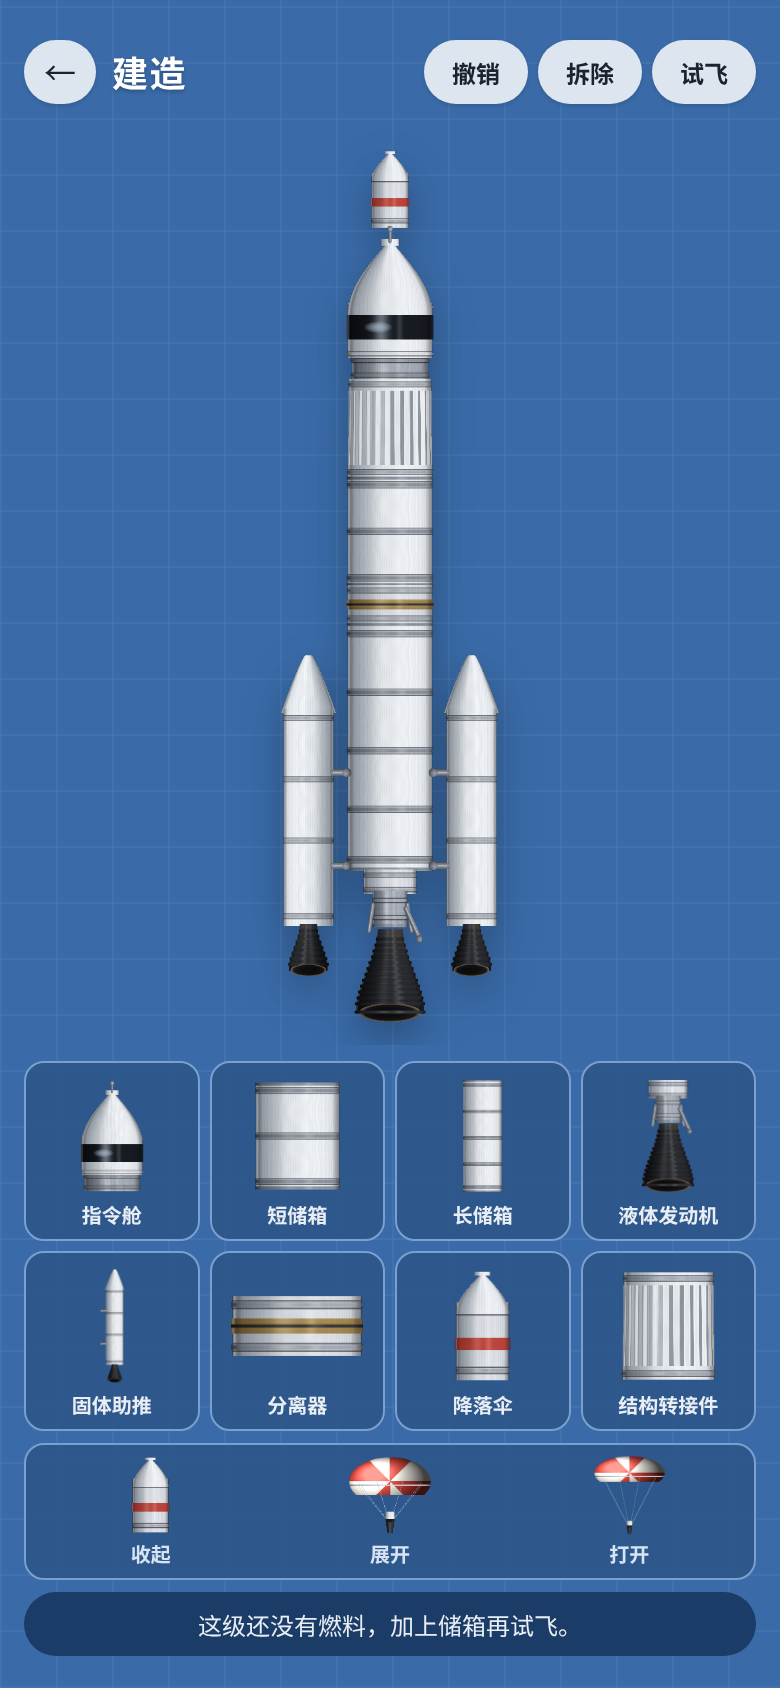 ←
建造
撤销
拆除
试飞
指令舱
短储箱
长储箱
液体发动机
固体助推
分离器
降落伞
结构转接件
收起
展开
打开
这级还没有燃料，加上储箱再试飞。